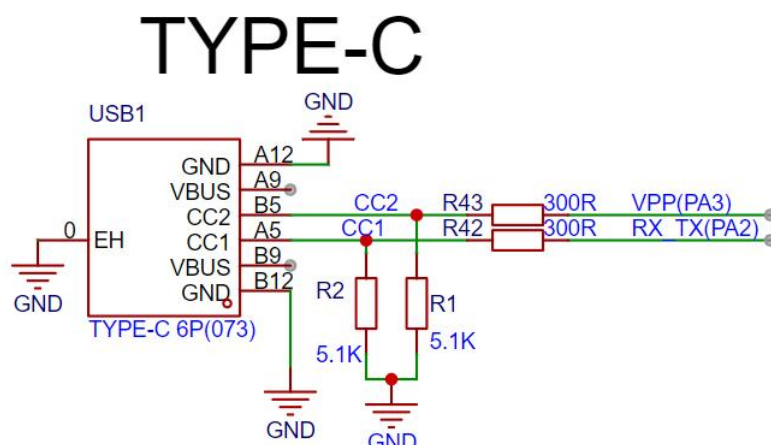 TYPE-C
USB1
GND
GND A12
VBUS A9
CC2 B5 CC2 R43 300R VPP(PA3)
CC1 A5 CC1 R42 300R RX_TX(PA2)
0 EH
VBUS B9
GND B12
GND
R2 R1
TYPE-C 6P(073)
5.1K 5.1K
GND
GND